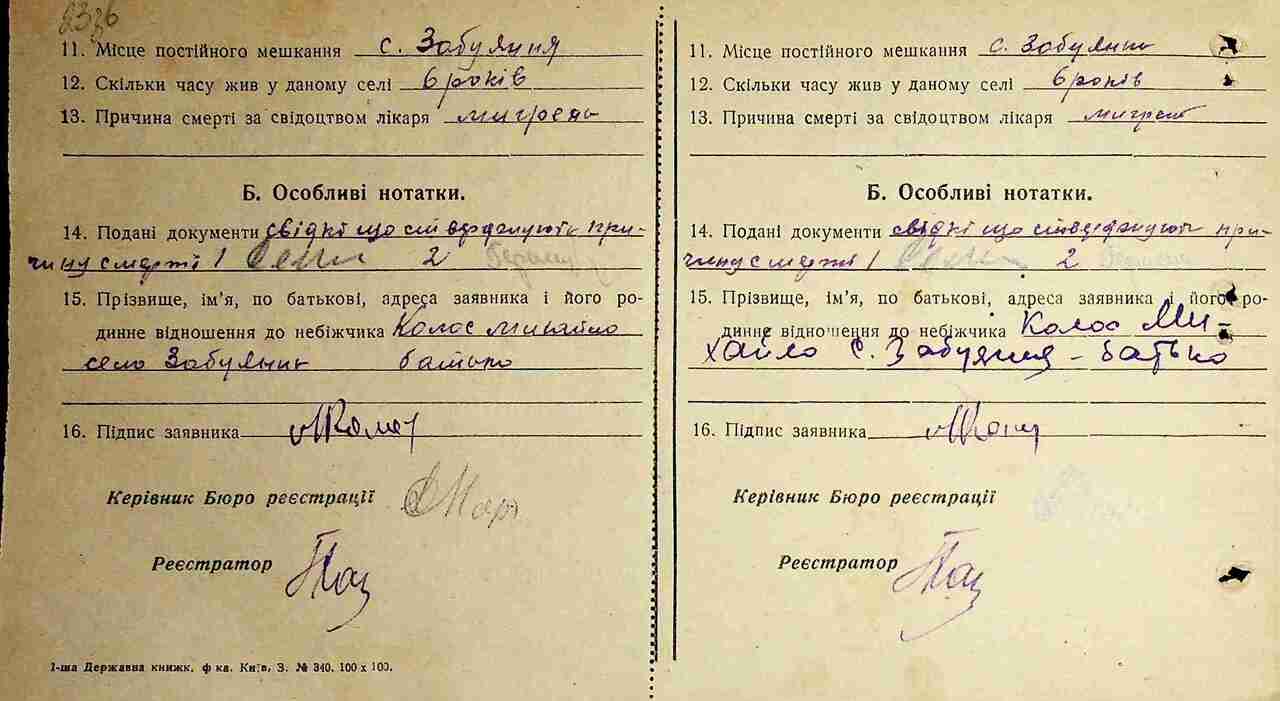 11. Місце постійного мешкання с. Забуяння
12. Скільки часу жив у даному селі 6 років
13. Причина смерті за свідоцтвом лікаря
Б. Особливі нотатки.
14. Подані документи свідкі що стверджують при-
чину смерті 1 2
15. Прізвище, ім'я, по батькові, адреса заявника і його ро-
динне відношення до небіжчика Колос Михайло
село Забуяння батько
16. Підпис заявника
Керівник Бюро реєстрації
Реєстратор
1-ша Державна книжк. ф-ка. Київ, З. № 340. 100 х 100.
11. Місце постійного мешкання с. Забуяння
12. Скільки часу жив у даному селі 6 років
13. Причина смерті за свідоцтвом лікаря
Б. Особливі нотатки.
14. Подані документи свідкі що стверджують при-
чину смерті 1 2
15. Прізвище, ім'я, по батькові, адреса заявника і його ро-
динне відношення до небіжчика Колос Ми-
хайло с. Забуяння - батько
16. Підпис заявника
Керівник Бюро реєстрації
Реєстратор